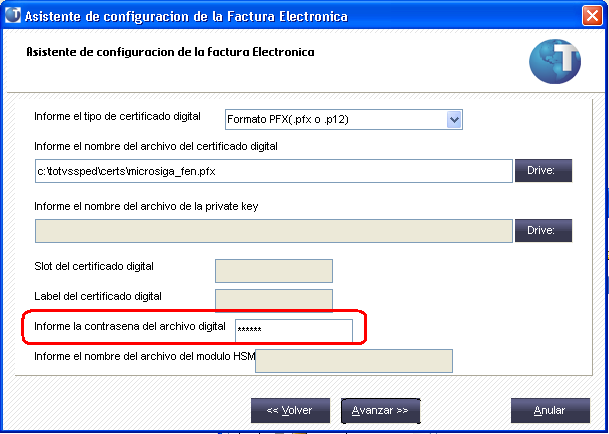 Asistente de configuracion de la Factura Electronica
Asistente de configuracion de la Factura Electronica
T
Informe el tipo de certificado digital
Formato PFX(.pfx o .p12)
Informe el nombre del archivo del certificado digital
c:\totvssped\certs\microsiga_fen.pfx
Drive:
Informe el nombre del archivo de la private key
Drive:
Slot del certificado digital
Label del certificado digital
Informe la contrasena del archivo digital
******
Informe el nombre del archivo del modulo HSM
<< Volver
Avanzar >>
Anular